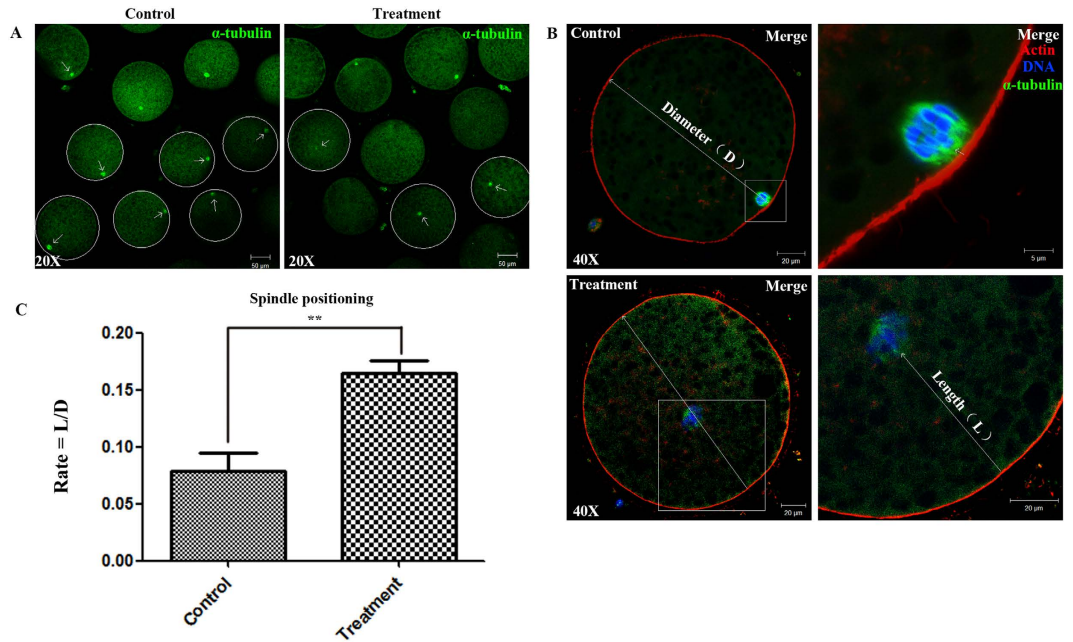 Control
Treatment
A
α-tubulin
α-tubulin
20X
50 μm
20X
50 μm
B
Control
Merge
Diameter（D）
40X
20 μm
Merge
Actin
DNA
α-tubulin
5 μm
Treatment
Merge
40X
20 μm
Length（L）
20 μm
C
Spindle positioning
**
Rate = L/D
0.20
0.15
0.10
0.05
0.00
Control
Treatment